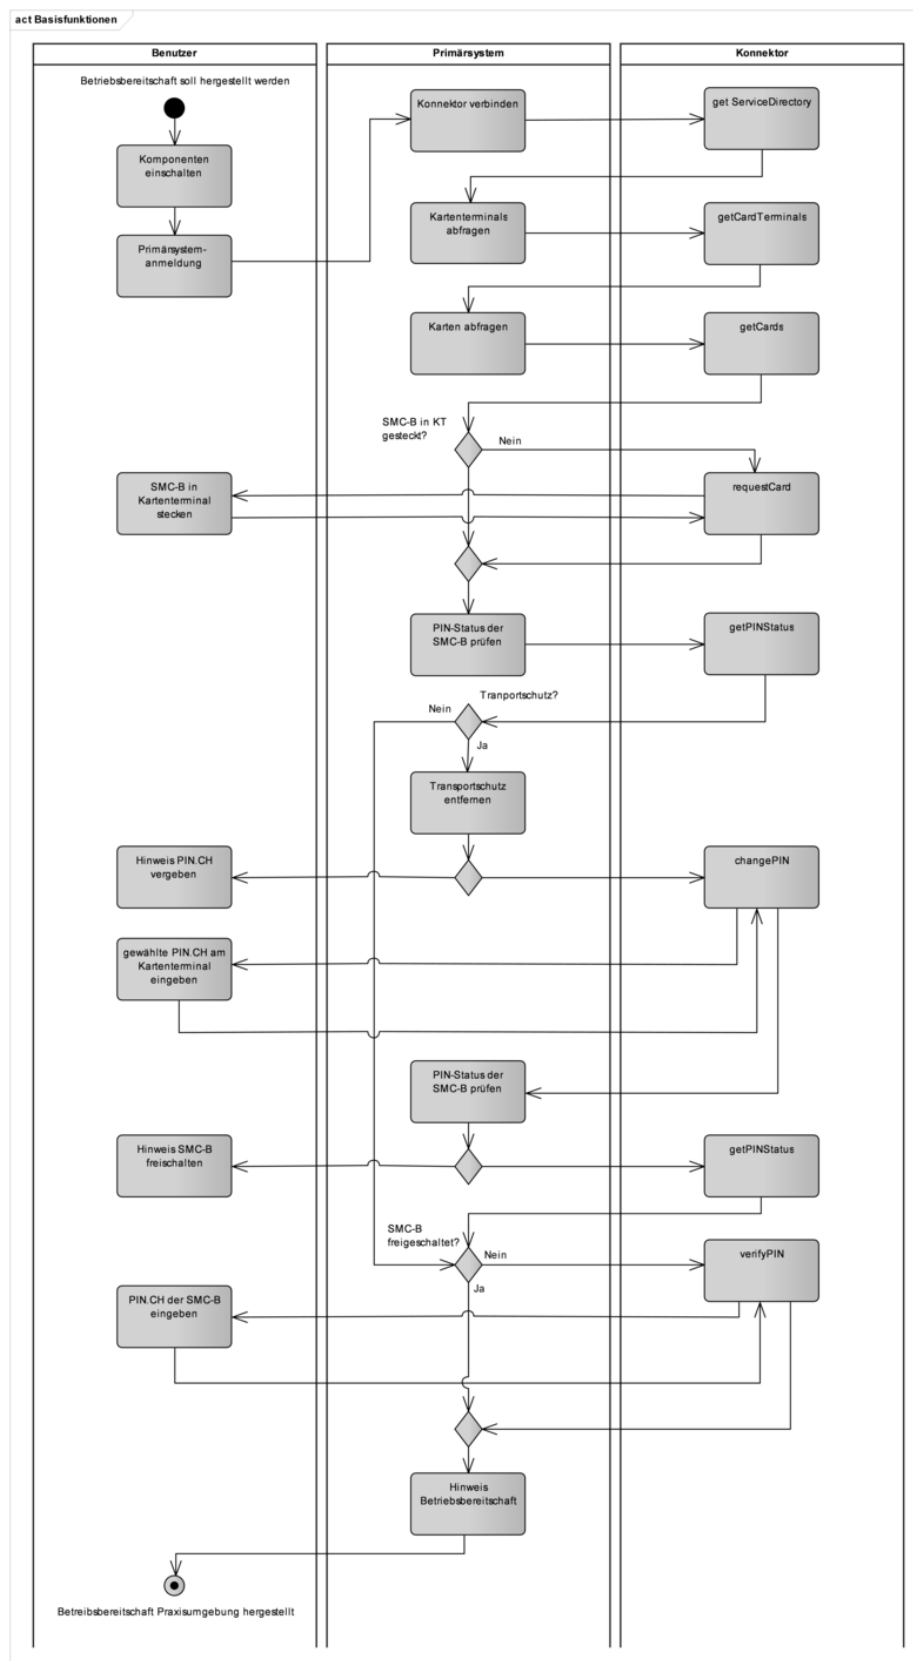 act Basisfunktionen
Benutzer
Primärsystem
Konnektor
Betriebsbereitschaft soll hergestellt werden
Konnektor verbinden
get ServiceDirectory
Komponenten
einschalten
Kartenterminals
abfragen
getCardTerminals
Primärsystem-
anmeldung
Karten abfragen
getCards
SMC-B in KT
gesteckt?
Nein
SMC-B in
Kartenterminal
stecken
requestCard
PIN-Status der
SMC-B prüfen
getPINStatus
Tranportschutz?
Nein
Ja
Transportschutz
entfernen
Hinweis PIN.CH
vergeben
changePIN
gewählte PIN.CH am
Kartenterminal
eingeben
PIN-Status der
SMC-B prüfen
Hinweis SMC-B
freischalten
getPINStatus
SMC-B
freigeschaltet?
Nein
Ja
verifyPIN
PIN.CH der SMC-B
eingeben
Hinweis
Betriebsbereitschaft
Betreibsbereitschaft Praxisumgebung hergestellt